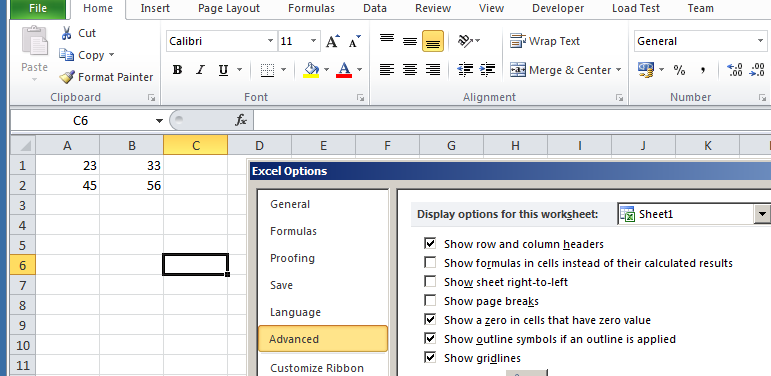 File Home Insert Page Layout Formulas Data Review View Developer Load Test Team
Cut
Copy
Format Painter
Paste
Clipboard
Calibri 11 A A
B I U A
Font
Wrap Text
Merge & Center
Alignment
General
% , .00 .0
Number
C6 fx
A B C D E F G H I J K
1 23 33
2 45 56
3
4
5
6
7
8
9
10
11
Excel Options
General
Formulas
Proofing
Save
Language
Advanced
Customize Ribbon
Display options for this worksheet: Sheet1
Show row and column headers
Show formulas in cells instead of their calculated results
Show sheet right-to-left
Show page breaks
Show a zero in cells that have zero value
Show outline symbols if an outline is applied
Show gridlines